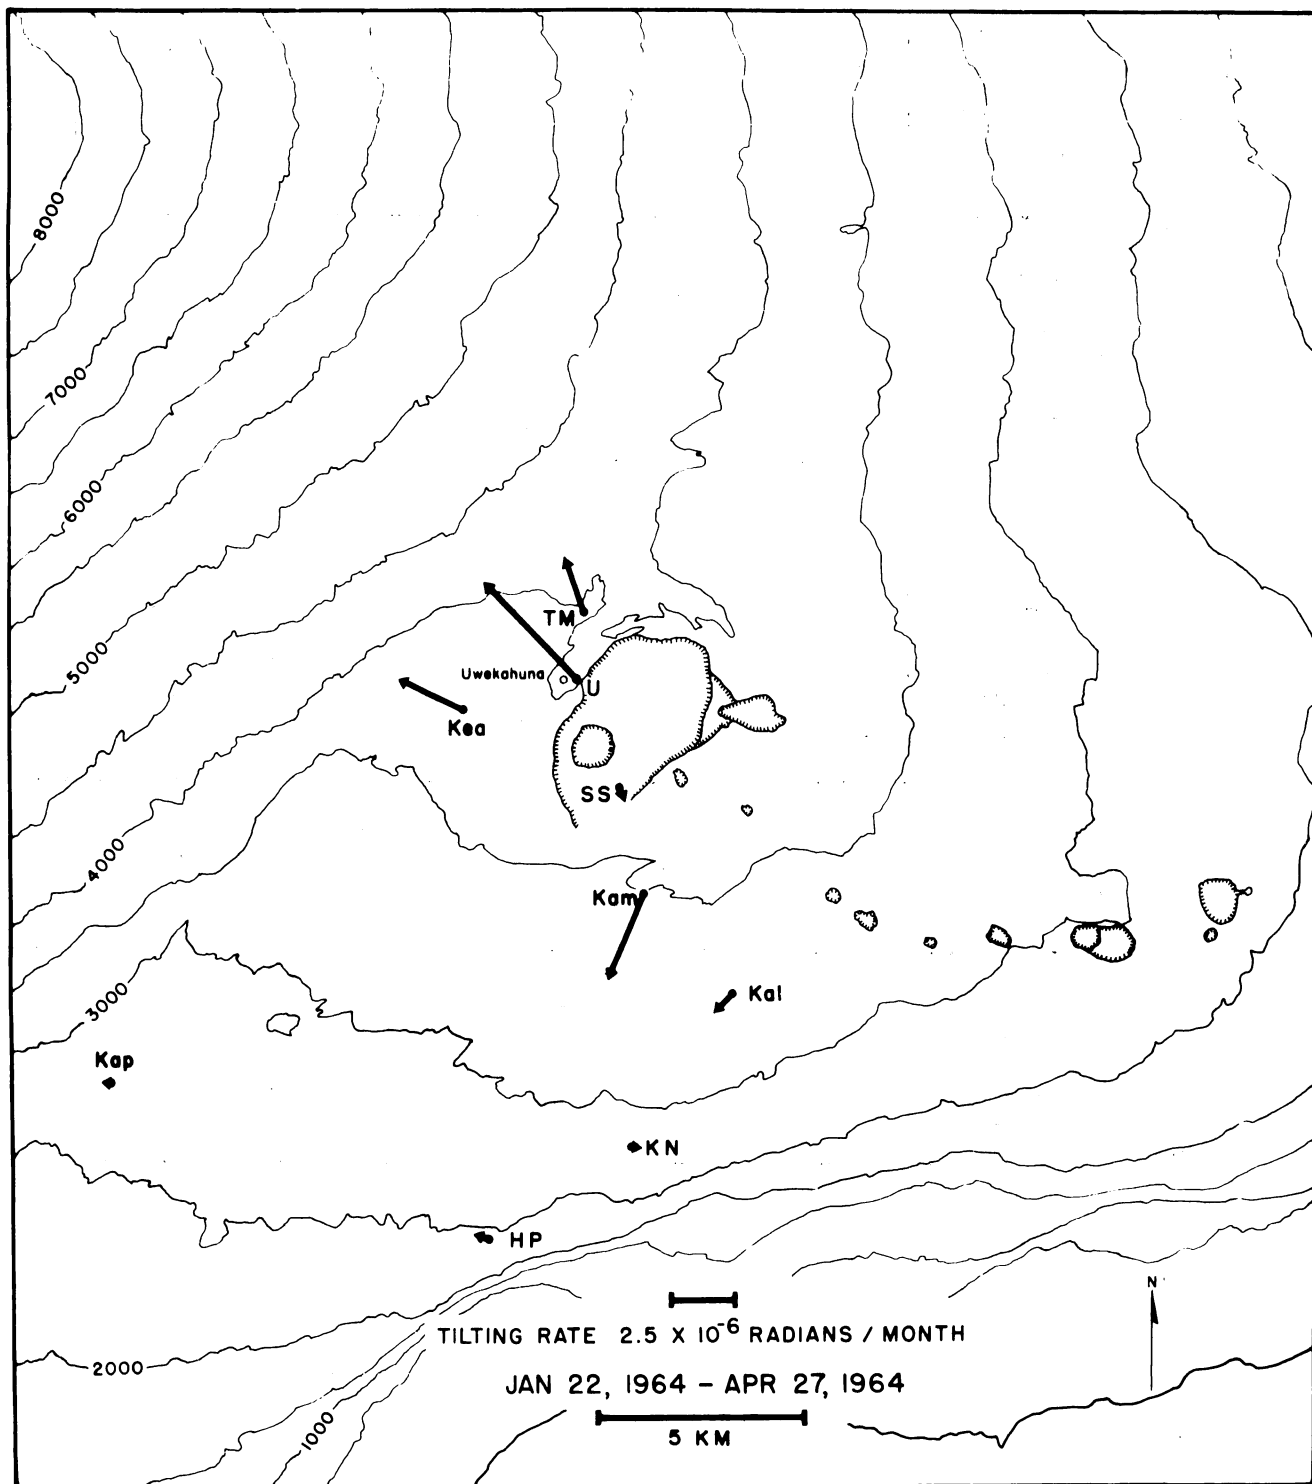 8000
7000
6000
5000
4000
3000
2000
1000
TM
Uwekahuna
U
Kea
SS
Kam
Kal
Kap
KN
HP
N
TILTING RATE 2.5 X 10⁻⁶ RADIANS / MONTH
JAN 22, 1964 – APR 27, 1964
5 KM